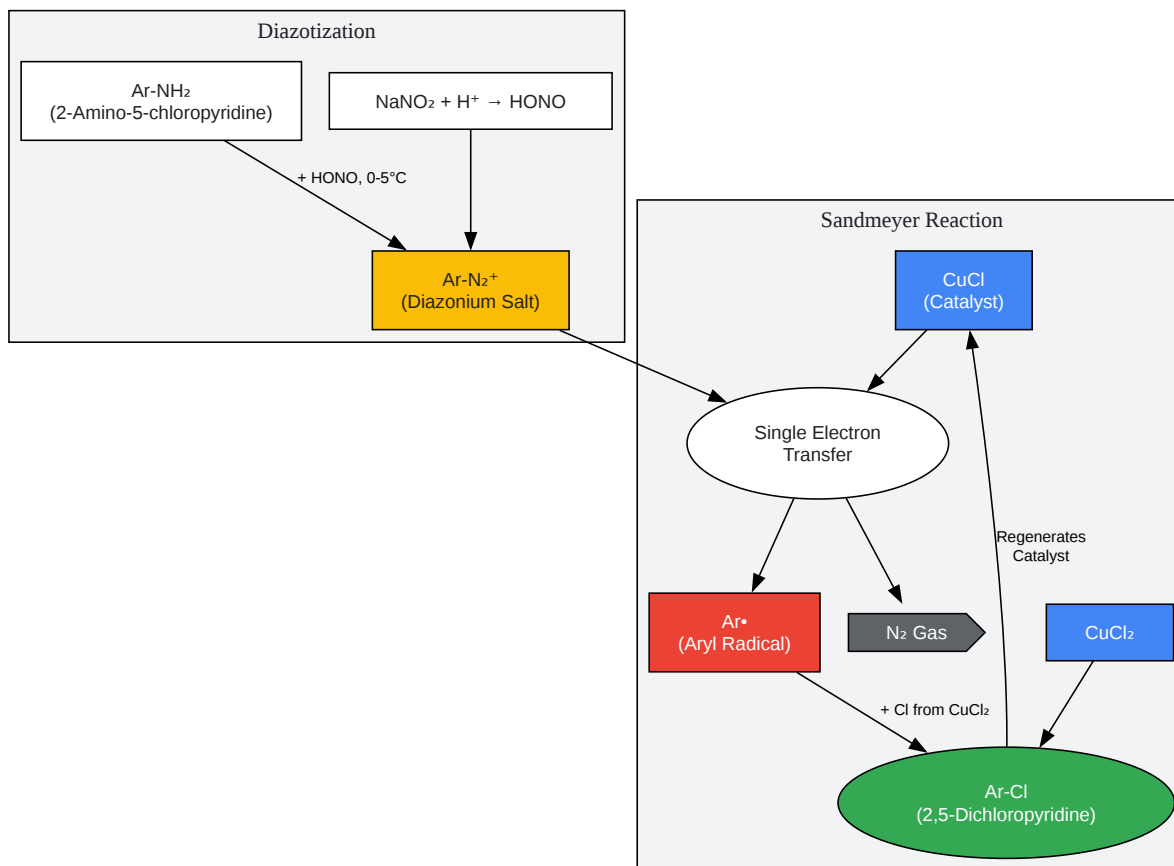 Diazotization
Ar-NH₂
(2-Amino-5-chloropyridine)
NaNO₂ + H⁺ → HONO
+ HONO, 0-5°C
Ar-N₂⁺
(Diazonium Salt)
Sandmeyer Reaction
CuCl
(Catalyst)
Single Electron
Transfer
Regenerates
Catalyst
Ar•
(Aryl Radical)
N₂ Gas
CuCl₂
+ Cl from CuCl₂
Ar-Cl
(2,5-Dichloropyridine)